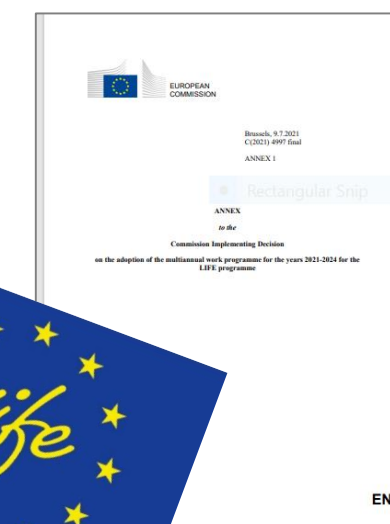 EUROPEAN
COMMISSION
Brussels, 9.7.2021
C(2021) 4997 final
ANNEX 1
Rectangular Snip
ANNEX
to the
Commission Implementing Decision
on the adoption of the multiannual work programme for the years 2021-2024 for the
LIFE programme
ife
EN